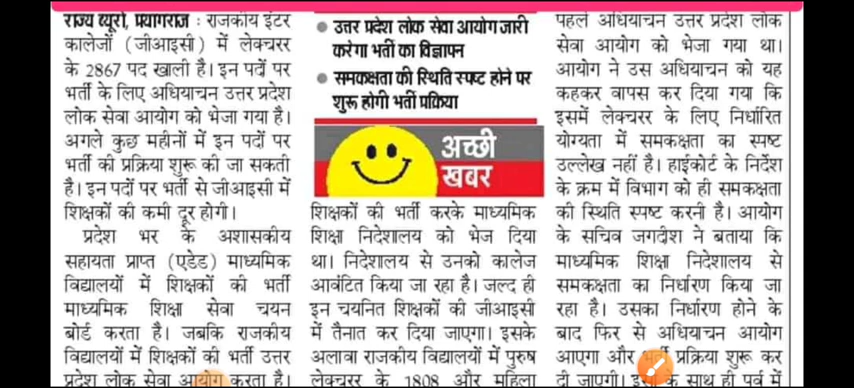 राज्य ब्यूरो, प्रयागराज : राजकीय इंटर
कालेजों (जीआइसी) में लेक्चरर
के 2867 पद खाली है। इन पदों पर
भर्ती के लिए अधियाचन उत्तर प्रदेश
लोक सेवा आयोग को भेजा गया है।
अगले कुछ महीनों में इन पदों पर
भर्ती की प्रक्रिया शुरू की जा सकती
है। इन पदों पर भर्ती से जीआइसी में
शिक्षकों की कमी दूर होगी।
प्रदेश भर के अशासकीय
सहायता प्राप्त (एडेड) माध्यमिक
विद्यालयों में शिक्षकों की भर्ती
माध्यमिक शिक्षा सेवा चयन
बोर्ड करता है। जबकि राजकीय
विद्यालयों में शिक्षकों की भर्ती उत्तर
प्रदेश लोक सेवा आयोग करता है।
● उत्तर प्रदेश लोक सेवा आयोग जारी
करेगा भर्ती का विज्ञापन
● समकक्षता की स्थिति स्पष्ट होने पर
शुरू होगी भर्ती प्रक्रिया
अच्छी
खबर
शिक्षकों की भर्ती करके माध्यमिक
शिक्षा निदेशालय को भेज दिया
था। निदेशालय से उनको कालेज
आवंटित किया जा रहा है। जल्द ही
इन चयनित शिक्षकों की जीआइसी
में तैनात कर दिया जाएगा। इसके
अलावा राजकीय विद्यालयों में पुरुष
लेक्चरर के 1808 और महिला
पहले अधियाचन उत्तर प्रदेश लोक
सेवा आयोग को भेजा गया था।
आयोग ने उस अधियाचन को यह
कहकर वापस कर दिया गया कि
इसमें लेक्चरर के लिए निर्धारित
योग्यता में समकक्षता का स्पष्ट
उल्लेख नहीं है। हाईकोर्ट के निर्देश
के क्रम में विभाग को ही समकक्षता
की स्थिति स्पष्ट करनी है। आयोग
के सचिव जगदीश ने बताया कि
माध्यमिक शिक्षा निदेशालय से
समकक्षता का निर्धारण किया जा
रहा है। उसका निर्धारण होने के
बाद फिर से अधियाचन आयोग
आएगा और भर्ती प्रक्रिया शुरू कर
दी जाएगी। इसी के साथ ही पूर्व में